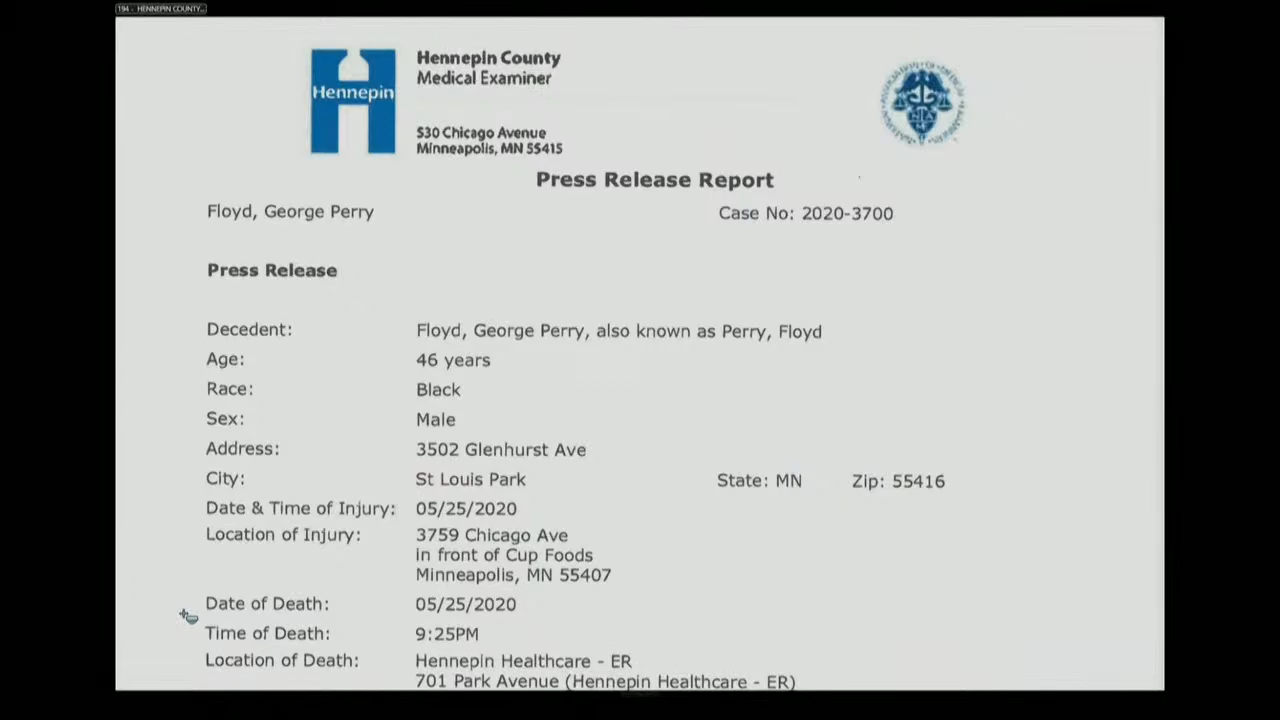 194 - HENNEPIN COUNTY...
Hennepin County
Medical Examiner
Hennepin
530 Chicago Avenue
Minneapolis, MN 55415
Press Release Report
Floyd, George Perry Case No: 2020-3700
Press Release
Decedent: Floyd, George Perry, also known as Perry, Floyd
Age: 46 years
Race: Black
Sex: Male
Address: 3502 Glenhurst Ave
City: St Louis Park State: MN Zip: 55416
Date & Time of Injury: 05/25/2020
Location of Injury: 3759 Chicago Ave
in front of Cup Foods
Minneapolis, MN 55407
Date of Death: 05/25/2020
Time of Death: 9:25PM
Location of Death: Hennepin Healthcare - ER
701 Park Avenue (Hennepin Healthcare - ER)